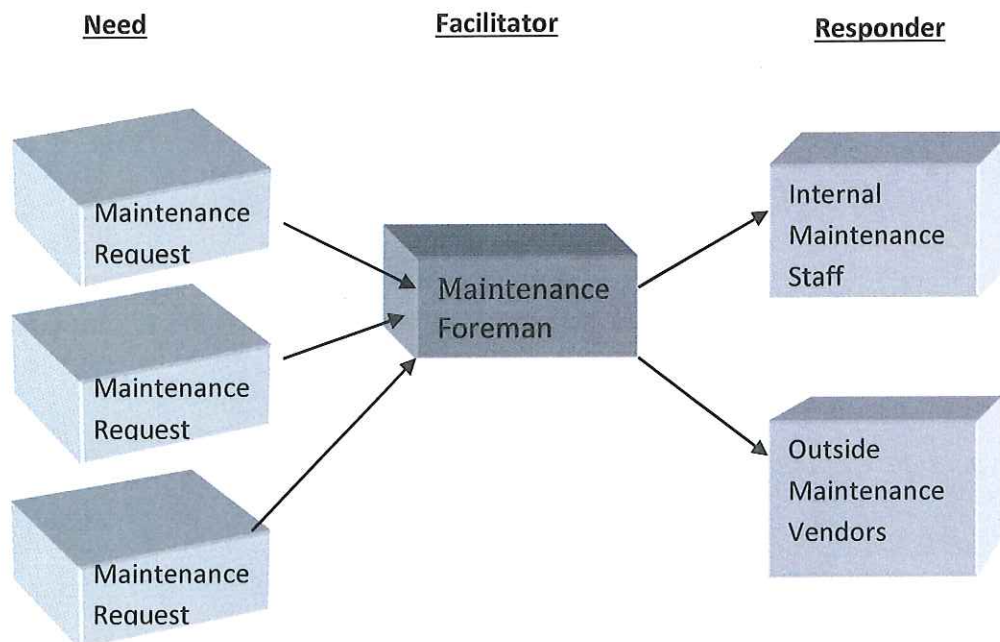 Need
Facilitator
Responder
Maintenance
Request
Maintenance
Request
Maintenance
Request
Maintenance
Foreman
Internal
Maintenance
Staff
Outside
Maintenance
Vendors